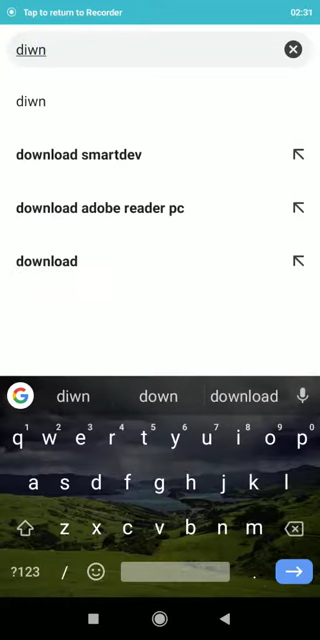 Tap to return to Recorder 02:31
diwn
diwn
download smartdev
download adobe reader pc
download
G diwn down download
1 2 3 4 5 6 7 8 9 0
q w e r t y u i o p
a s d f g h j k l
z x c v b n m
?123 / .